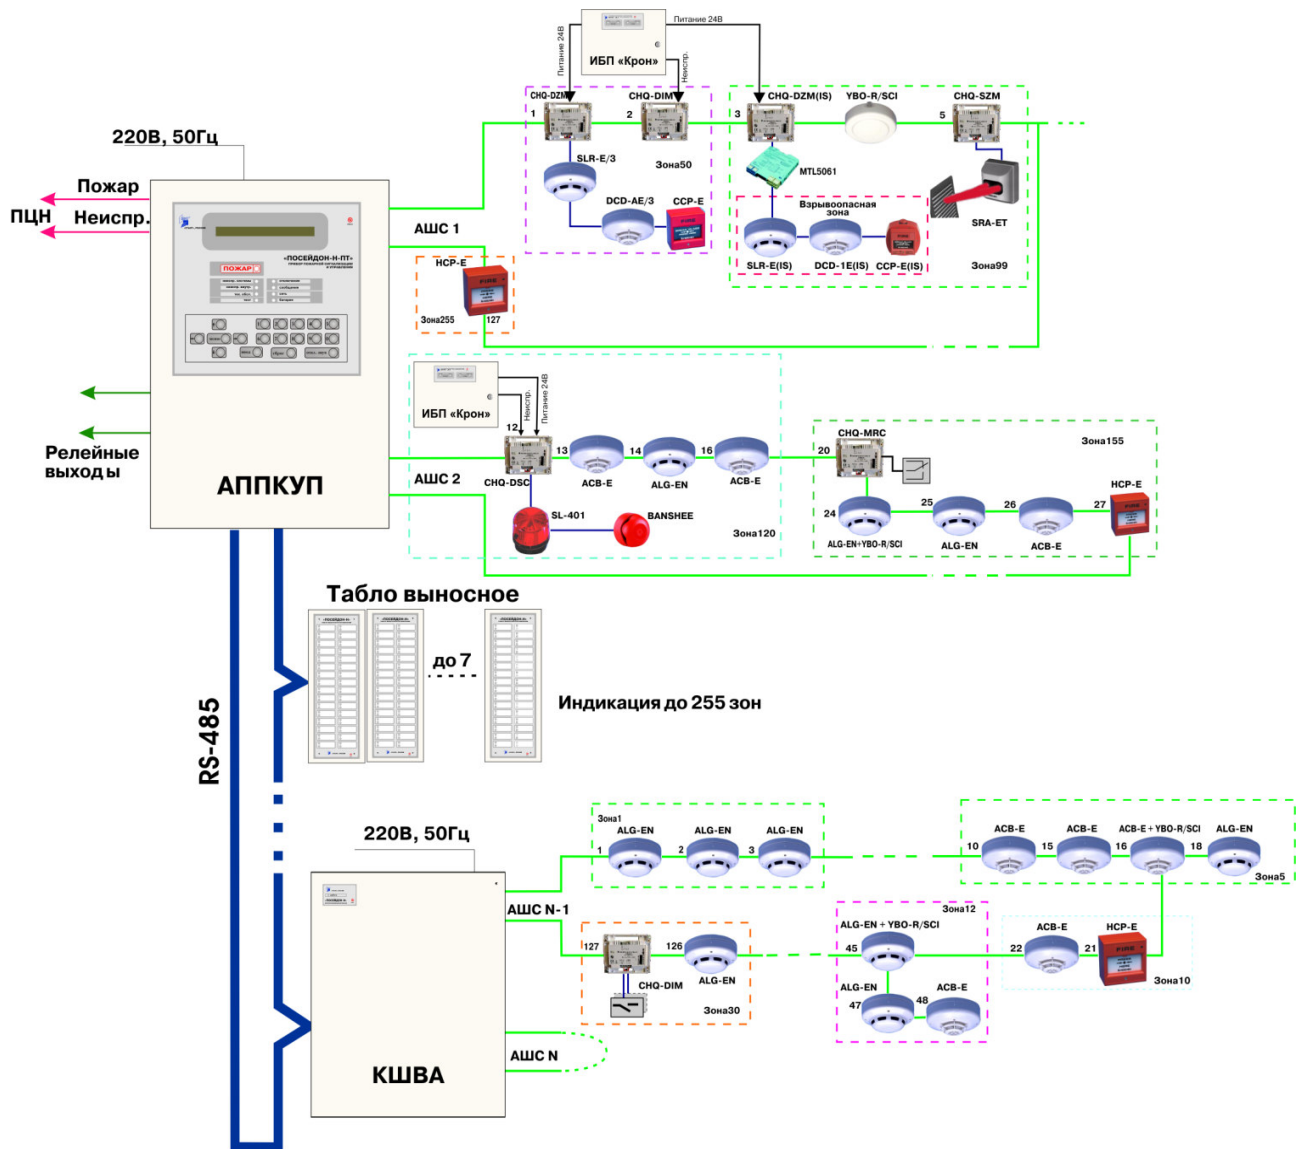 Питание 24В
ИБП «Крон»
Питание 24В
Неиспр.
CHQ-DZM
1
CHQ-DIM
2
CHQ-DZM(IS)
3
YBO-R/SCI
CHQ-SZM
5
220В, 50Гц
SLR-E/3
Зона50
MTL5061
DCD-AE/3
CCP-E
Взрывоопасная
зона
SRA-ET
SLR-E(IS)
DCD-1E(IS)
CCP-E(IS)
Зона99
Пожар
ПЦН
Неиспр.
АШС 1
«ПОСЕЙДОН-Н-ПТ»
ПОЖАР
HCP-E
FIRE
Зона255
127
ИБП «Крон»
Неиспр.
Питание 24В
12
CHQ-DSC
13
ACB-E
14
ALG-EN
16
ACB-E
20
CHQ-MRC
Зона155
Релейные
выходы
АППКУП
АШС 2
SL-401
BANSHEE
Зона120
24
ALG-EN+YBO-R/SCI
25
ALG-EN
26
ACB-E
27
HCP-E
Табло выносное
«ПОСЕЙДОН-Н»
«ПОСЕЙДОН-Н»
до 7
«ПОСЕЙДОН-Н»
Индикация до 255 зон
RS-485
220В, 50Гц
Зона1
1
ALG-EN
2
ALG-EN
3
ALG-EN
10
ACB-E
15
ACB-E
16
ACB-E + YBO-R/SCI
18
ALG-EN
Зона5
АШС N-1
127
CHQ-DIM
126
ALG-EN
Зона30
Зона12
ALG-EN + YBO-R/SCI
45
ALG-EN
47
48
ACB-E
22
ACB-E
21
HCP-E
FIRE
Зона10
АШС N
КШВА